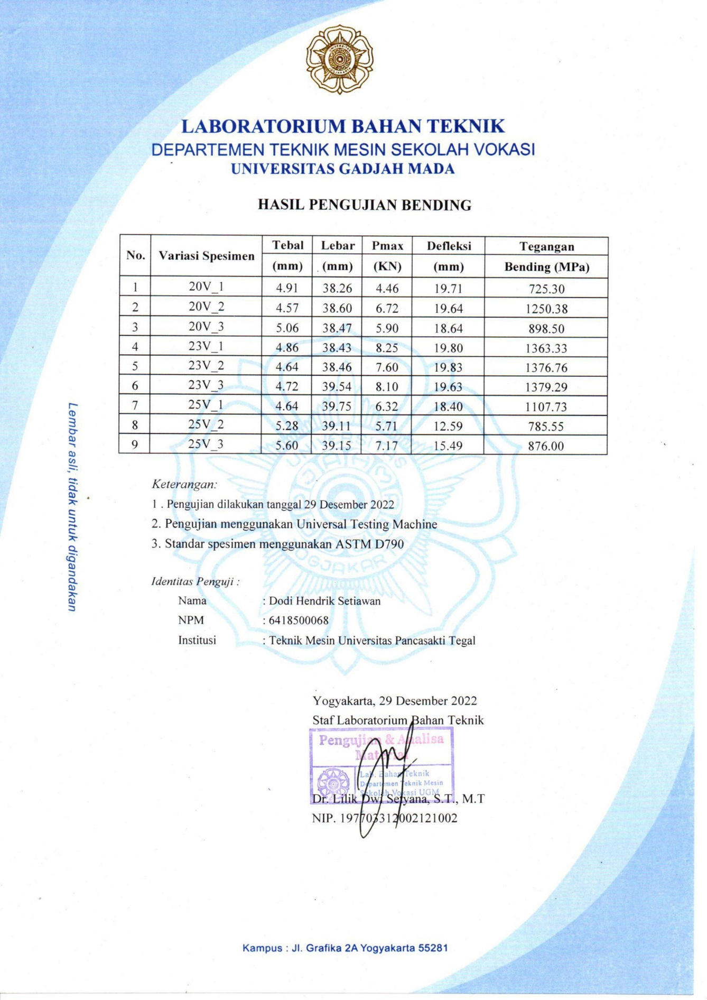 UNIVERSITAS
LABORATORIUM BAHAN TEKNIK
DEPARTEMEN TEKNIK MESIN SEKOLAH VOKASI
UNIVERSITAS GADJAH MADA
HASIL PENGUJIAN BENDING
No. Variasi Spesimen Tebal Lebar Pmax Defleksi Tegangan
(mm) (mm) (KN) (mm) Bending (MPa)
1 20V_1 4.91 38.26 4.46 19.71 725.30
2 20V_2 4.57 38.60 6.72 19.64 1250.38
3 20V_3 5.06 38.47 5.90 18.64 898.50
4 23V_1 4.86 38.43 8.25 19.80 1363.33
5 23V_2 4.64 38.46 7.60 19.83 1376.76
6 23V_3 4.72 39.54 8.10 19.63 1379.29
7 25V_1 4.64 39.75 6.32 18.40 1107.73
8 25V_2 5.28 39.11 5.71 12.59 785.55
9 25V_3 5.60 39.15 7.17 15.49 876.00
UNIVERSITAS
GADJAH MADA
YOGJAKARTA
Lembar asli, tidak untuk digandakan
Keterangan:
1 . Pengujian dilakukan tanggal 29 Desember 2022
2. Pengujian menggunakan Universal Testing Machine
3. Standar spesimen menggunakan ASTM D790
Identitas Penguji :
Nama : Dodi Hendrik Setiawan
NPM : 6418500068
Institusi : Teknik Mesin Universitas Pancasakti Tegal
Yogyakarta, 29 Desember 2022
Staf Laboratorium Bahan Teknik
Pengujian & Analisa
Material
Lab. Bahan Teknik
Departemen Teknik Mesin
Sekolah Vokasi UGM
Dr. Lilik Dwi Setyana, S.T., M.T
NIP. 197703312002121002
Kampus : Jl. Grafika 2A Yogyakarta 55281